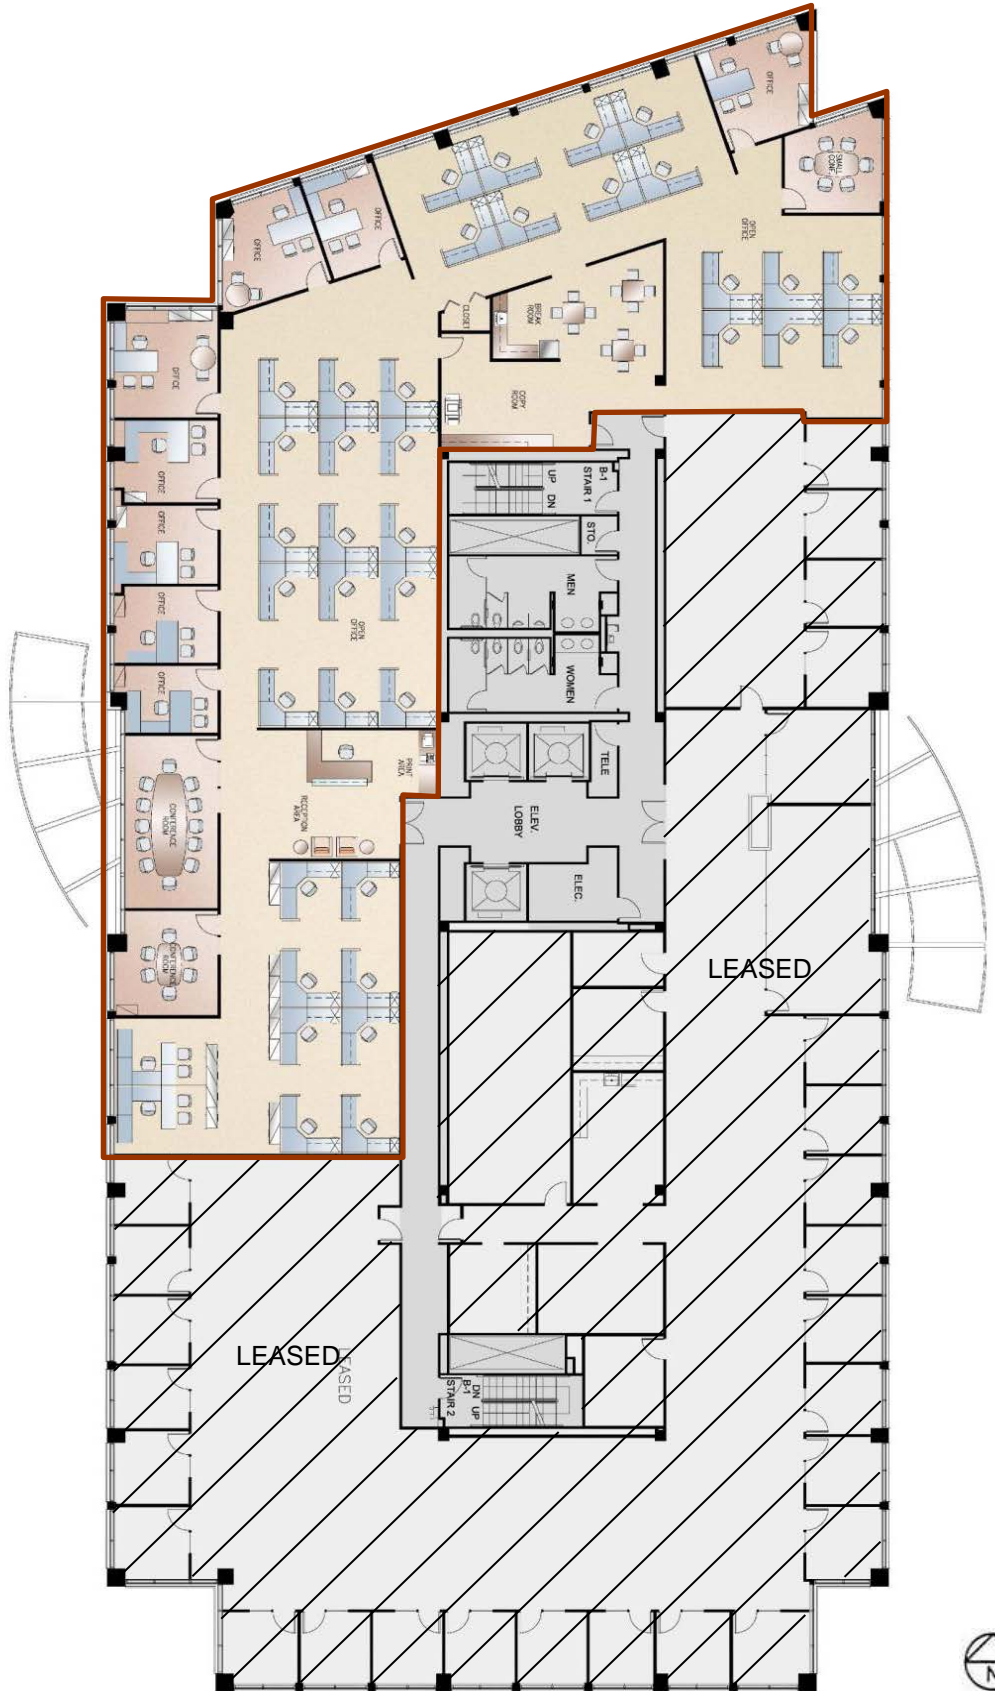 OFFICE
SMALL
CONF.
OFFICE
OFFICE
OPEN
OFFICE
CLOSET
BREAK
ROOM
OFFICE
COPY
ROOM
OFFICE
B-1
STAIR 1
UP DN
STO.
OFFICE
MEN
OFFICE
OPEN
OFFICE
WOMEN
OFFICE
PRINT
AREA
TELE
RECEPTION
AREA
CONFERENCE
ROOM
ELEV.
LOBBY
ELEC.
CONFERENCE
ROOM
LEASED
LEASED
LEASED
DN UP
B-1
STAIR 2
N